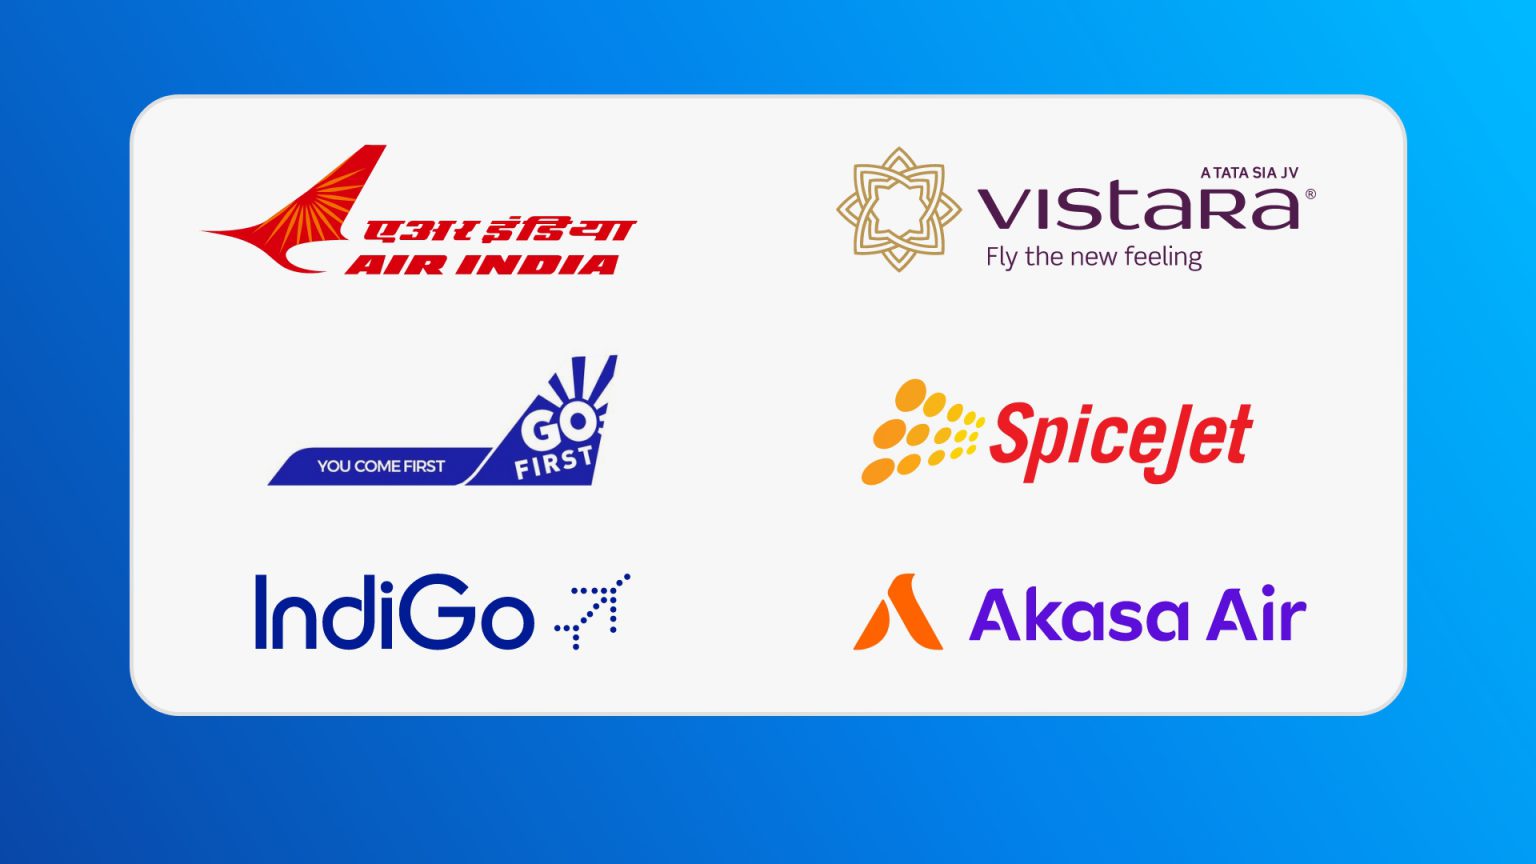 एअर इंडिया
AIR INDIA
A TATA SIA JV
VISTARA®
Fly the new feeling
YOU COME FIRST
GO
FIRST
SpiceJet
IndiGo
Akasa Air